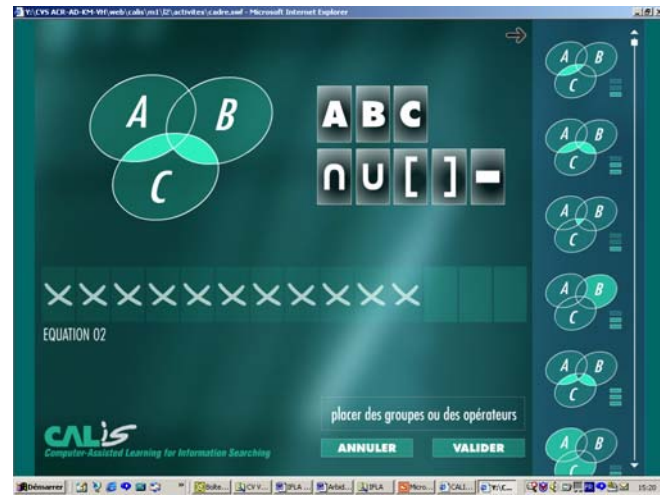 Y:\CVS ACR-AD-KM-VH\web\calis\m1\l2\activites\cadre.swf - Microsoft Internet Explorer
A B C
A B C
∩ ∪ [ ] -
EQUATION 02
placer des groupes ou des opérateurs
ANNULER VALIDER
CALIS
Computer-Assisted Learning for Information Searching
A B C
A B C
A B C
A B C
A B C
A B
Démarrer
15:20